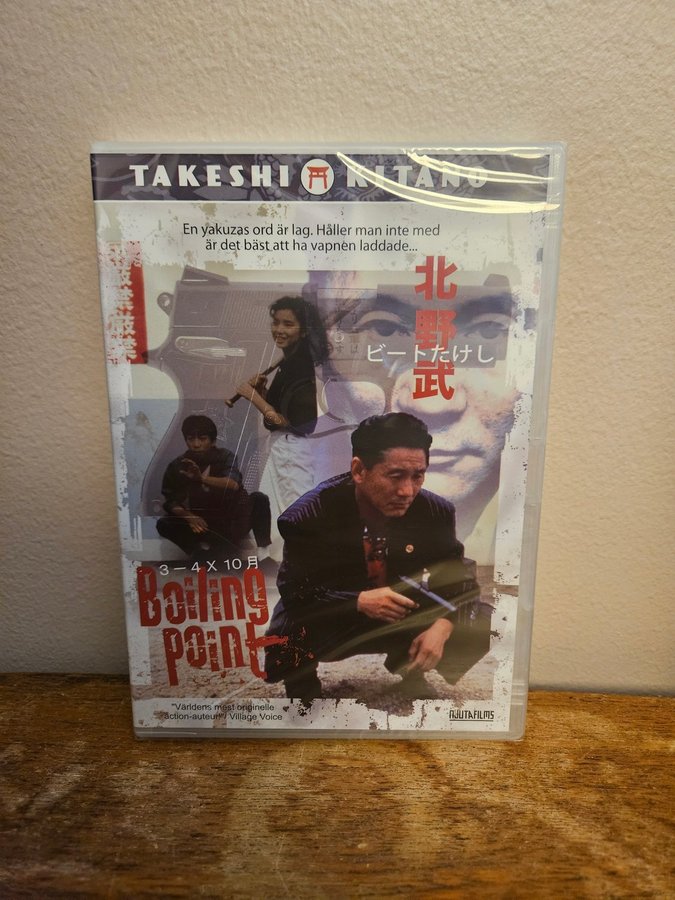 TAKESHI KITANO
En yakuzas ord är lag. Håller man inte med
är det bäst att ha vapnen laddade...
北野武
ビートたけし
3-4X10月
Boiling
Point
"Världens mest originelle
action-auteur!"/ Village Voice
NJUTAFILMS